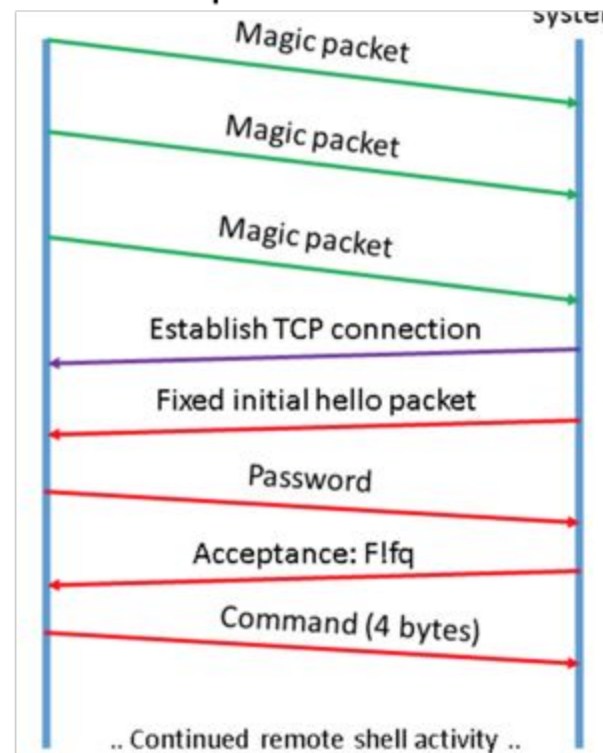 system
Magic packet
Magic packet
Magic packet
Establish TCP connection
Fixed initial hello packet
Password
Acceptance: F!fq
Command (4 bytes)
.. Continued remote shell activity ..